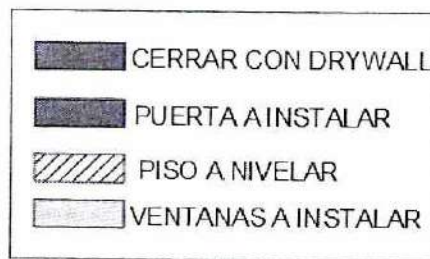 CERRAR CON DRYWALL
PUERTA A INSTALAR
PISO A NIVELAR
VENTANAS A INSTALAR